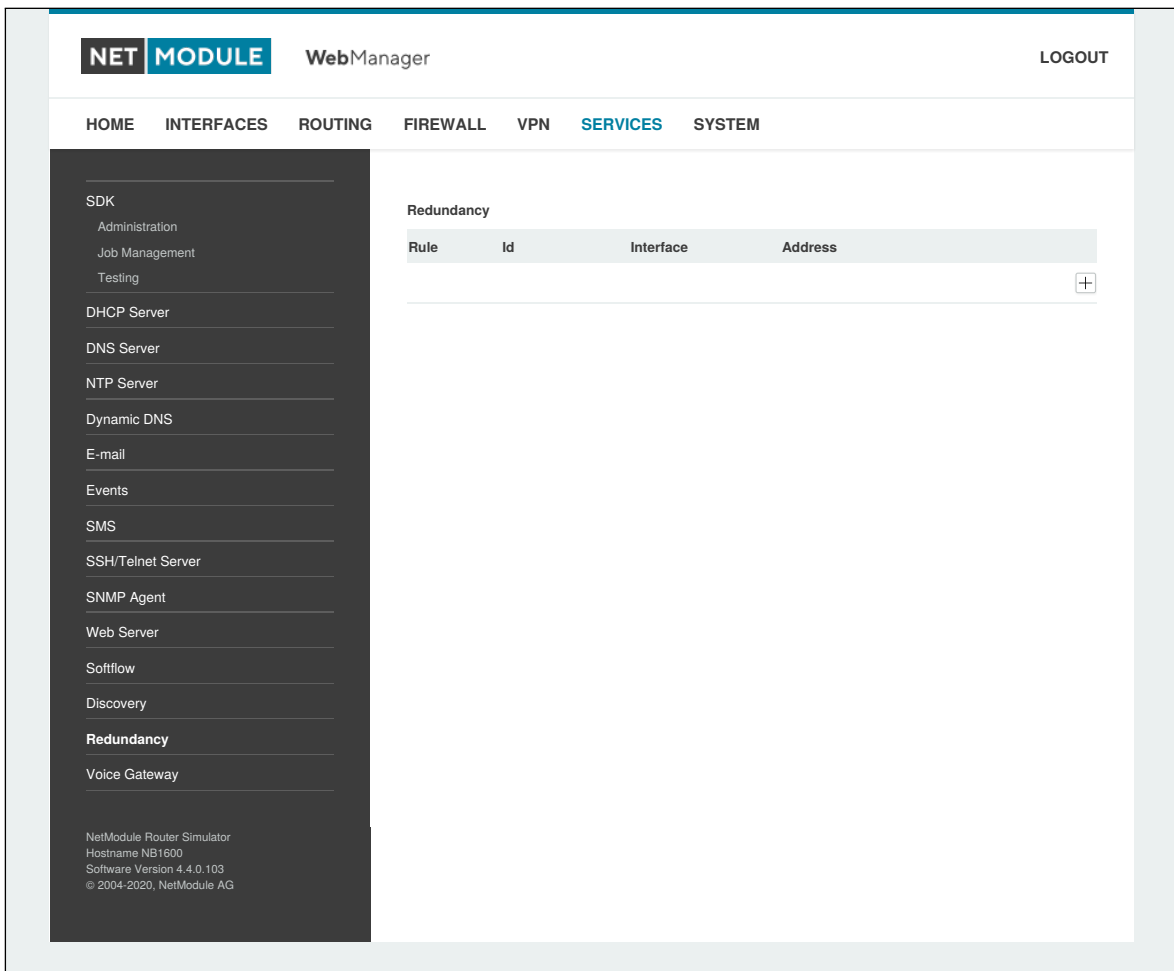 NET MODULE WebManager LOGOUT
HOME INTERFACES ROUTING FIREWALL VPN SERVICES SYSTEM
SDK
Administration
Job Management
Testing
DHCP Server
DNS Server
NTP Server
Dynamic DNS
E-mail
Events
SMS
SSH/Telnet Server
SNMP Agent
Web Server
Softflow
Discovery
Redundancy
Voice Gateway
NetModule Router Simulator
Hostname NB1600
Software Version 4.4.0.103
© 2004-2020, NetModule AG
Redundancy
Rule Id Interface Address